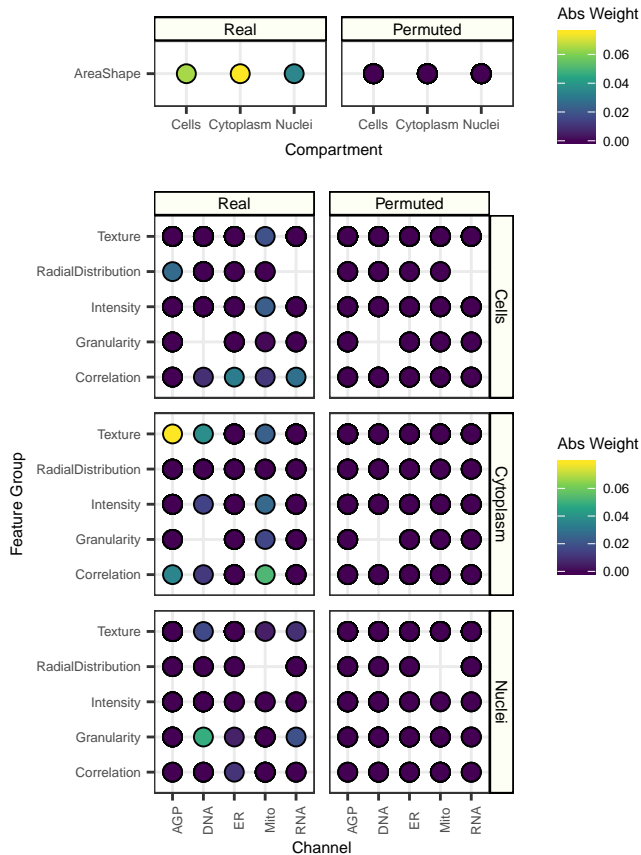 Real
Permuted
AreaShape
Cells
Cytoplasm
Nuclei
Cells
Cytoplasm
Nuclei
Compartment
Abs Weight
0.06
0.04
0.02
0.00
Real
Permuted
Feature Group
Texture
RadialDistribution
Intensity
Granularity
Correlation
Cells
Texture
RadialDistribution
Intensity
Granularity
Correlation
Cytoplasm
Texture
RadialDistribution
Intensity
Granularity
Correlation
Nuclei
AGP
DNA
ER
Mito
RNA
AGP
DNA
ER
Mito
RNA
Channel
Abs Weight
0.06
0.04
0.02
0.00